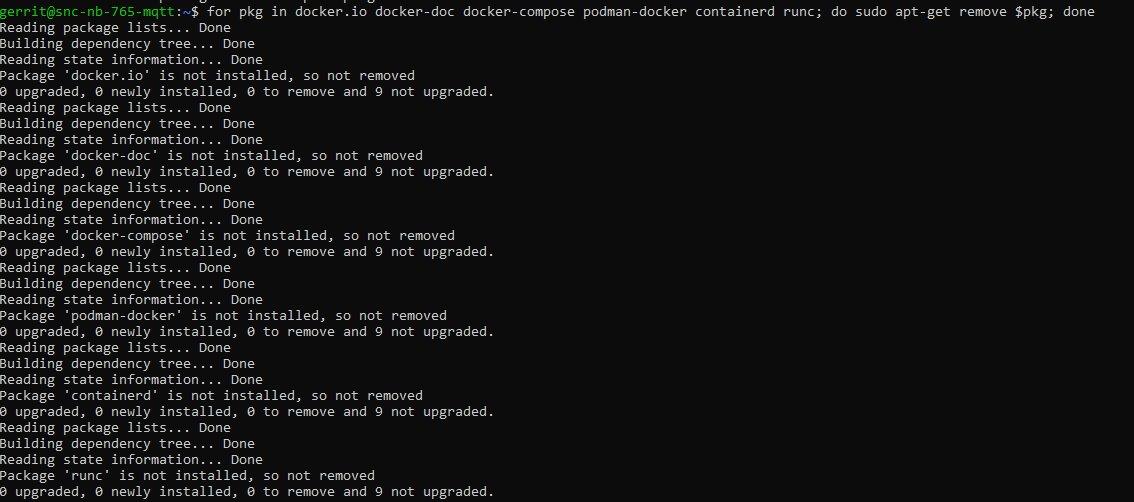 gerrit@snc-nb-765-mqtt:~$ for pkg in docker.io docker-doc docker-compose podman-docker containerd runc; do sudo apt-get remove $pkg; done
Reading package lists... Done
Building dependency tree... Done
Reading state information... Done
Package 'docker.io' is not installed, so not removed
0 upgraded, 0 newly installed, 0 to remove and 9 not upgraded.
Reading package lists... Done
Building dependency tree... Done
Reading state information... Done
Package 'docker-doc' is not installed, so not removed
0 upgraded, 0 newly installed, 0 to remove and 9 not upgraded.
Reading package lists... Done
Building dependency tree... Done
Reading state information... Done
Package 'docker-compose' is not installed, so not removed
0 upgraded, 0 newly installed, 0 to remove and 9 not upgraded.
Reading package lists... Done
Building dependency tree... Done
Reading state information... Done
Package 'podman-docker' is not installed, so not removed
0 upgraded, 0 newly installed, 0 to remove and 9 not upgraded.
Reading package lists... Done
Building dependency tree... Done
Reading state information... Done
Package 'containerd' is not installed, so not removed
0 upgraded, 0 newly installed, 0 to remove and 9 not upgraded.
Reading package lists... Done
Building dependency tree... Done
Reading state information... Done
Package 'runc' is not installed, so not removed
0 upgraded, 0 newly installed, 0 to remove and 9 not upgraded.